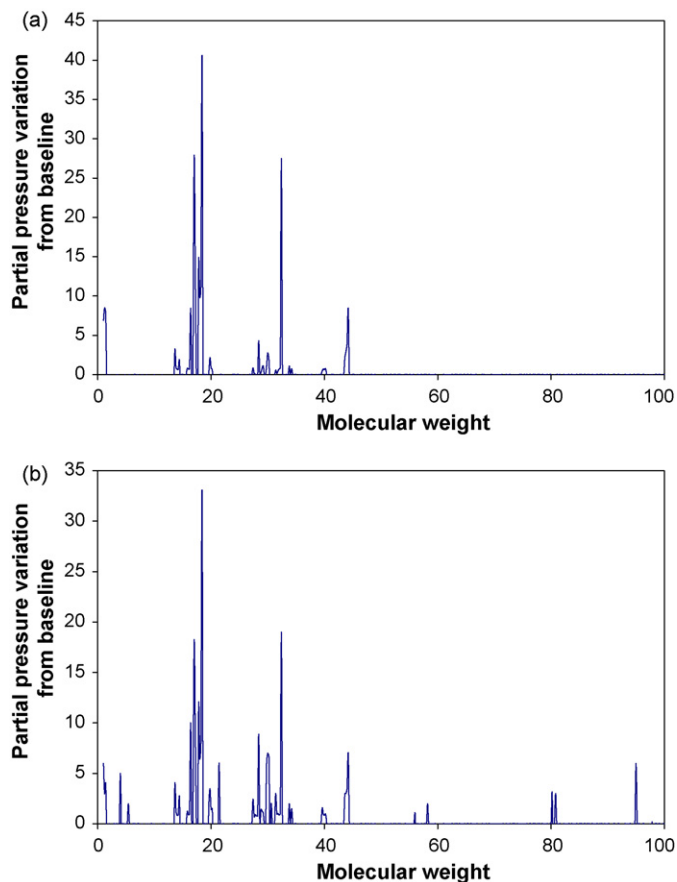 (a)
45
40
35
30
25
20
15
10
5
0
Partial pressure variation
from baseline
0 20 40 60 80 100
Molecular weight
(b)
35
30
25
20
15
10
5
0
Partial pressure variation
from baseline
0 20 40 60 80 100
Molecular weight